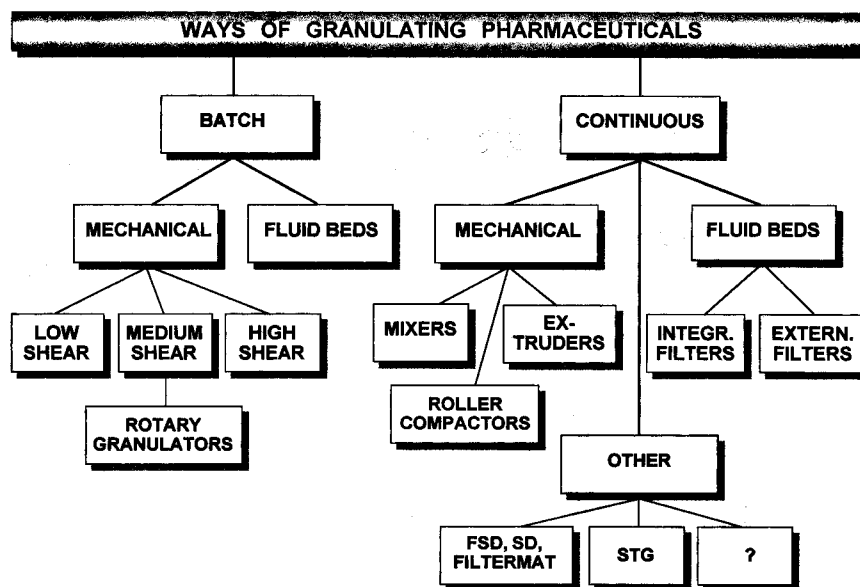 WAYS OF GRANULATING PHARMACEUTICALS
BATCH
CONTINUOUS
MECHANICAL
FLUID BEDS
MECHANICAL
FLUID BEDS
LOW
SHEAR
MEDIUM
SHEAR
HIGH
SHEAR
MIXERS
EX-
TRUDERS
INTEGR.
FILTERS
EXTERN.
FILTERS
ROTARY
GRANULATORS
ROLLER
COMPACTORS
OTHER
FSD, SD,
FILTERMAT
STG
?